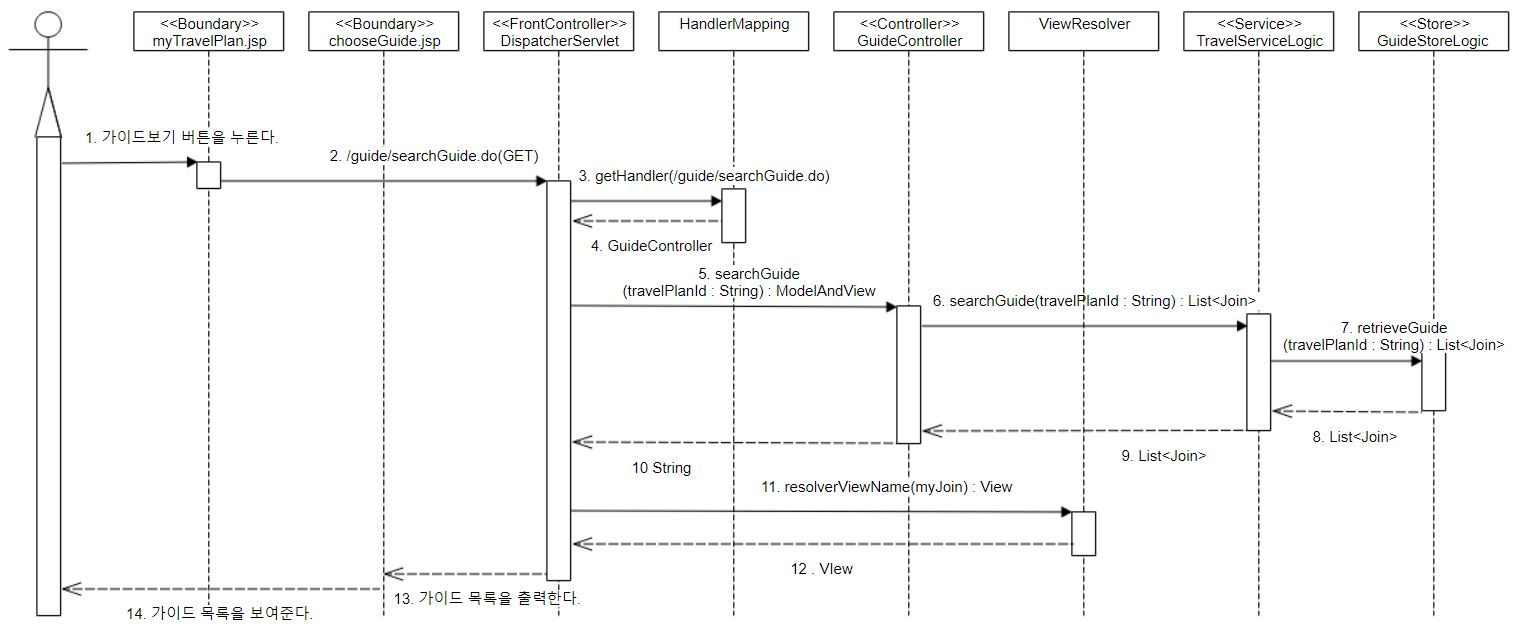 <<Boundary>>
myTravelPlan.jsp
<<Boundary>>
chooseGuide.jsp
<<FrontController>>
DispatcherServlet
HandlerMapping
<<Controller>>
GuideController
ViewResolver
<<Service>>
TravelServiceLogic
<<Store>>
GuideStoreLogic
1. 가이드보기 버튼을 누른다.
2. /guide/searchGuide.do(GET)
3. getHandler(/guide/searchGuide.do)
4. GuideController
5. searchGuide
(travelPlanId : String) : ModelAndView
6. searchGuide(travelPlanId : String) : List<Join>
7. retrieveGuide
(travelPlanId : String) : List<Join>
8. List<Join>
9. List<Join>
10 String
11. resolverViewName(myJoin) : View
12 . VIew
13. 가이드 목록을 출력한다.
14. 가이드 목록을 보여준다.